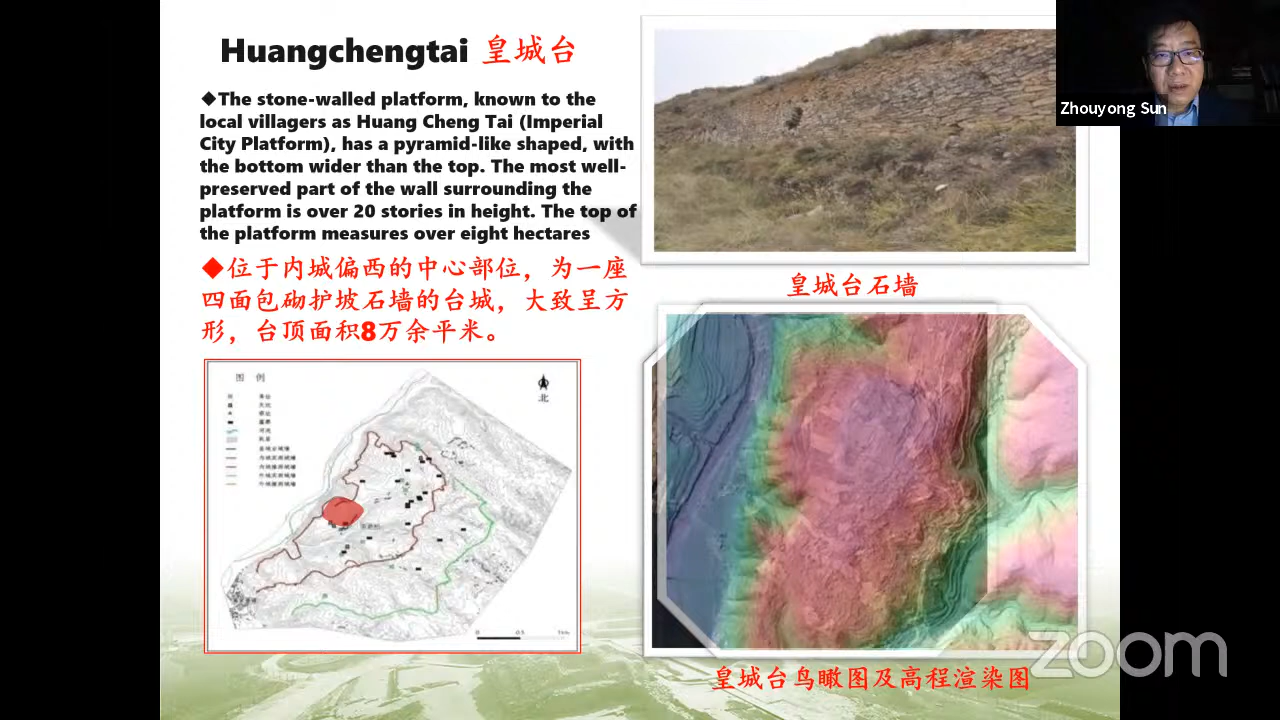 Huangchengtai 皇城台
◆The stone-walled platform, known to the
local villagers as Huang Cheng Tai (Imperial
City Platform), has a pyramid-like shaped, with
the bottom wider than the top. The most well-
preserved part of the wall surrounding the
platform is over 20 stories in height. The top of
the platform measures over eight hectares
◆位于内城偏西的中心部位，为一座
四面包砌护坡石墙的台城，大致呈方
形，台顶面积8万余平米。
图 例
北
皇城台石墙
皇城台鸟瞰图及高程渲染图
Zhouyong Sun
zoom